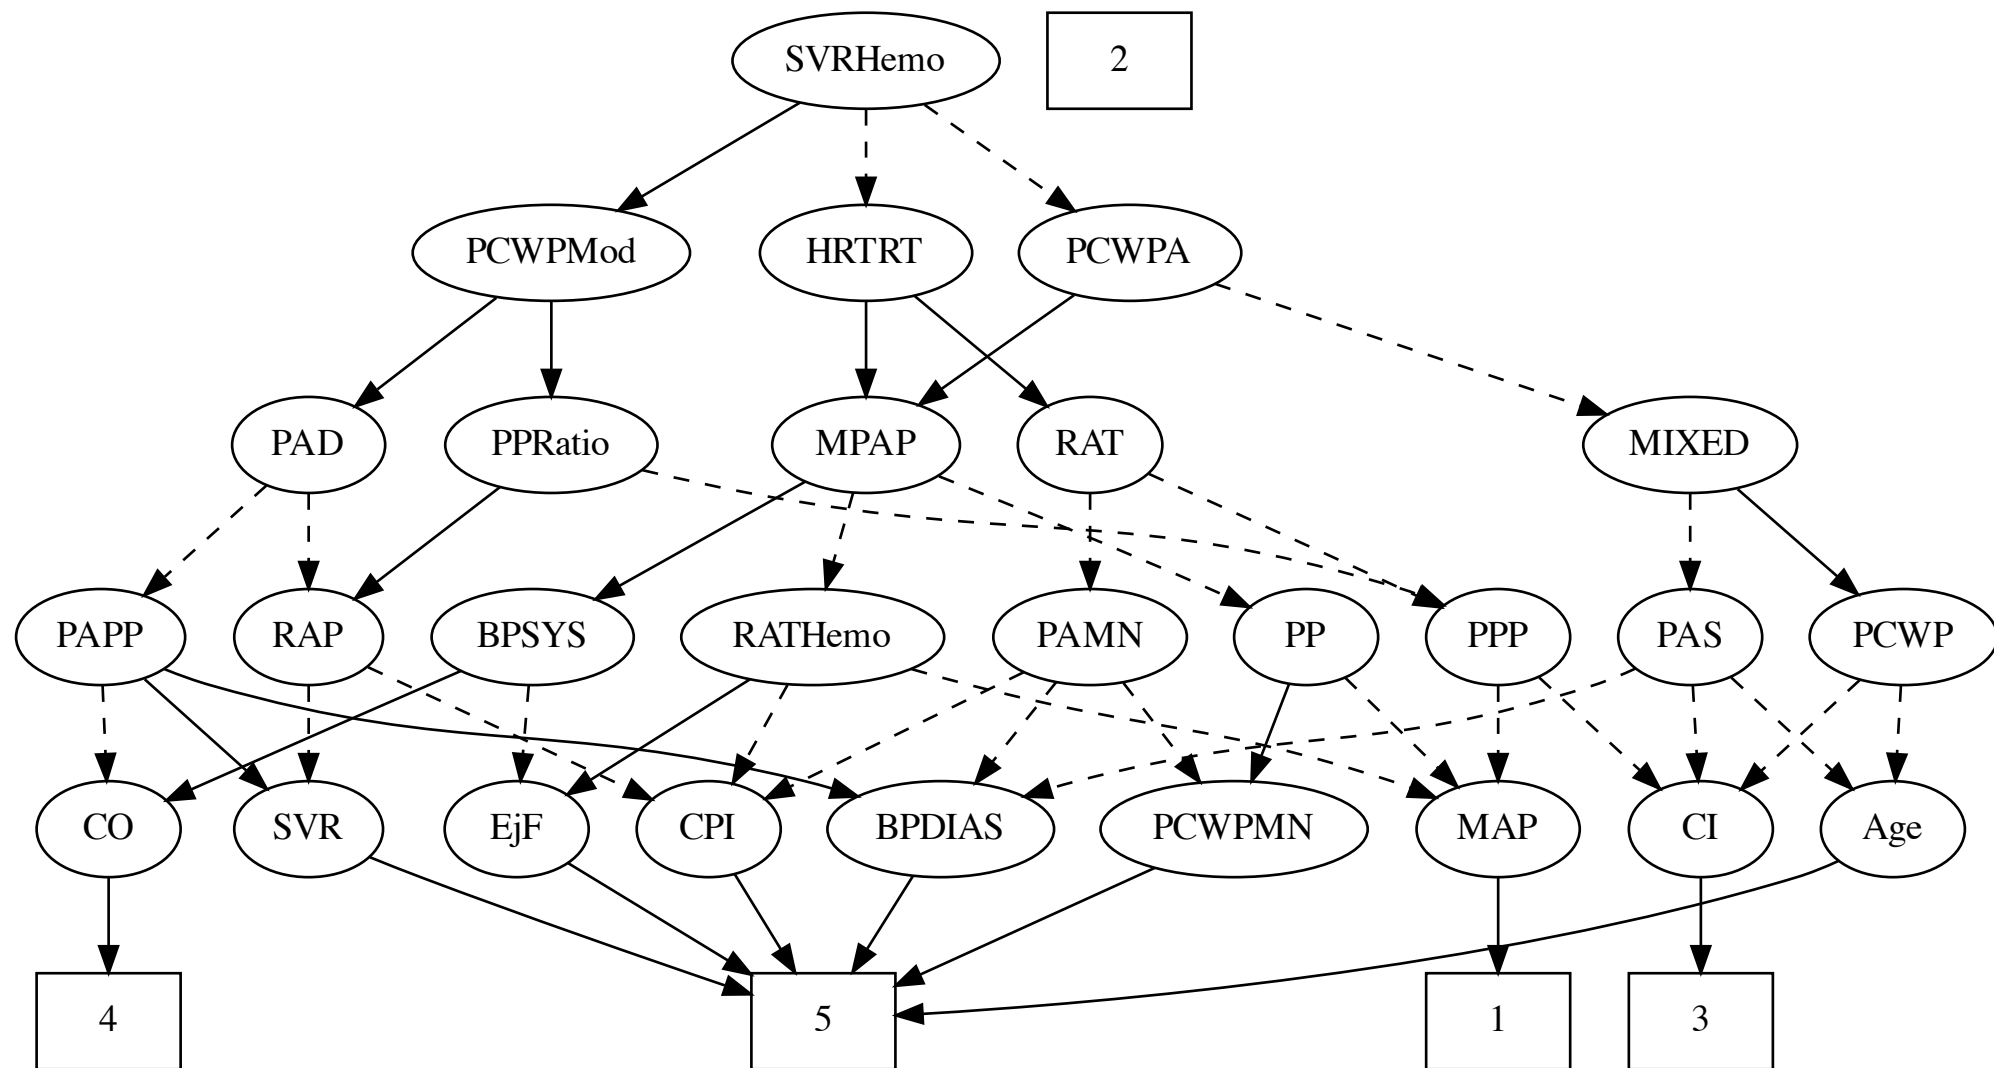 SVRHemo
2
PCWPMod
HRTRT
PCWPA
PAD
PPRatio
MPAP
RAT
MIXED
PAPP
RAP
BPSYS
RATHemo
PAMN
PP
PPP
PAS
PCWP
CO
SVR
EjF
CPI
BPDIAS
PCWPMN
MAP
CI
Age
4
5
1
3